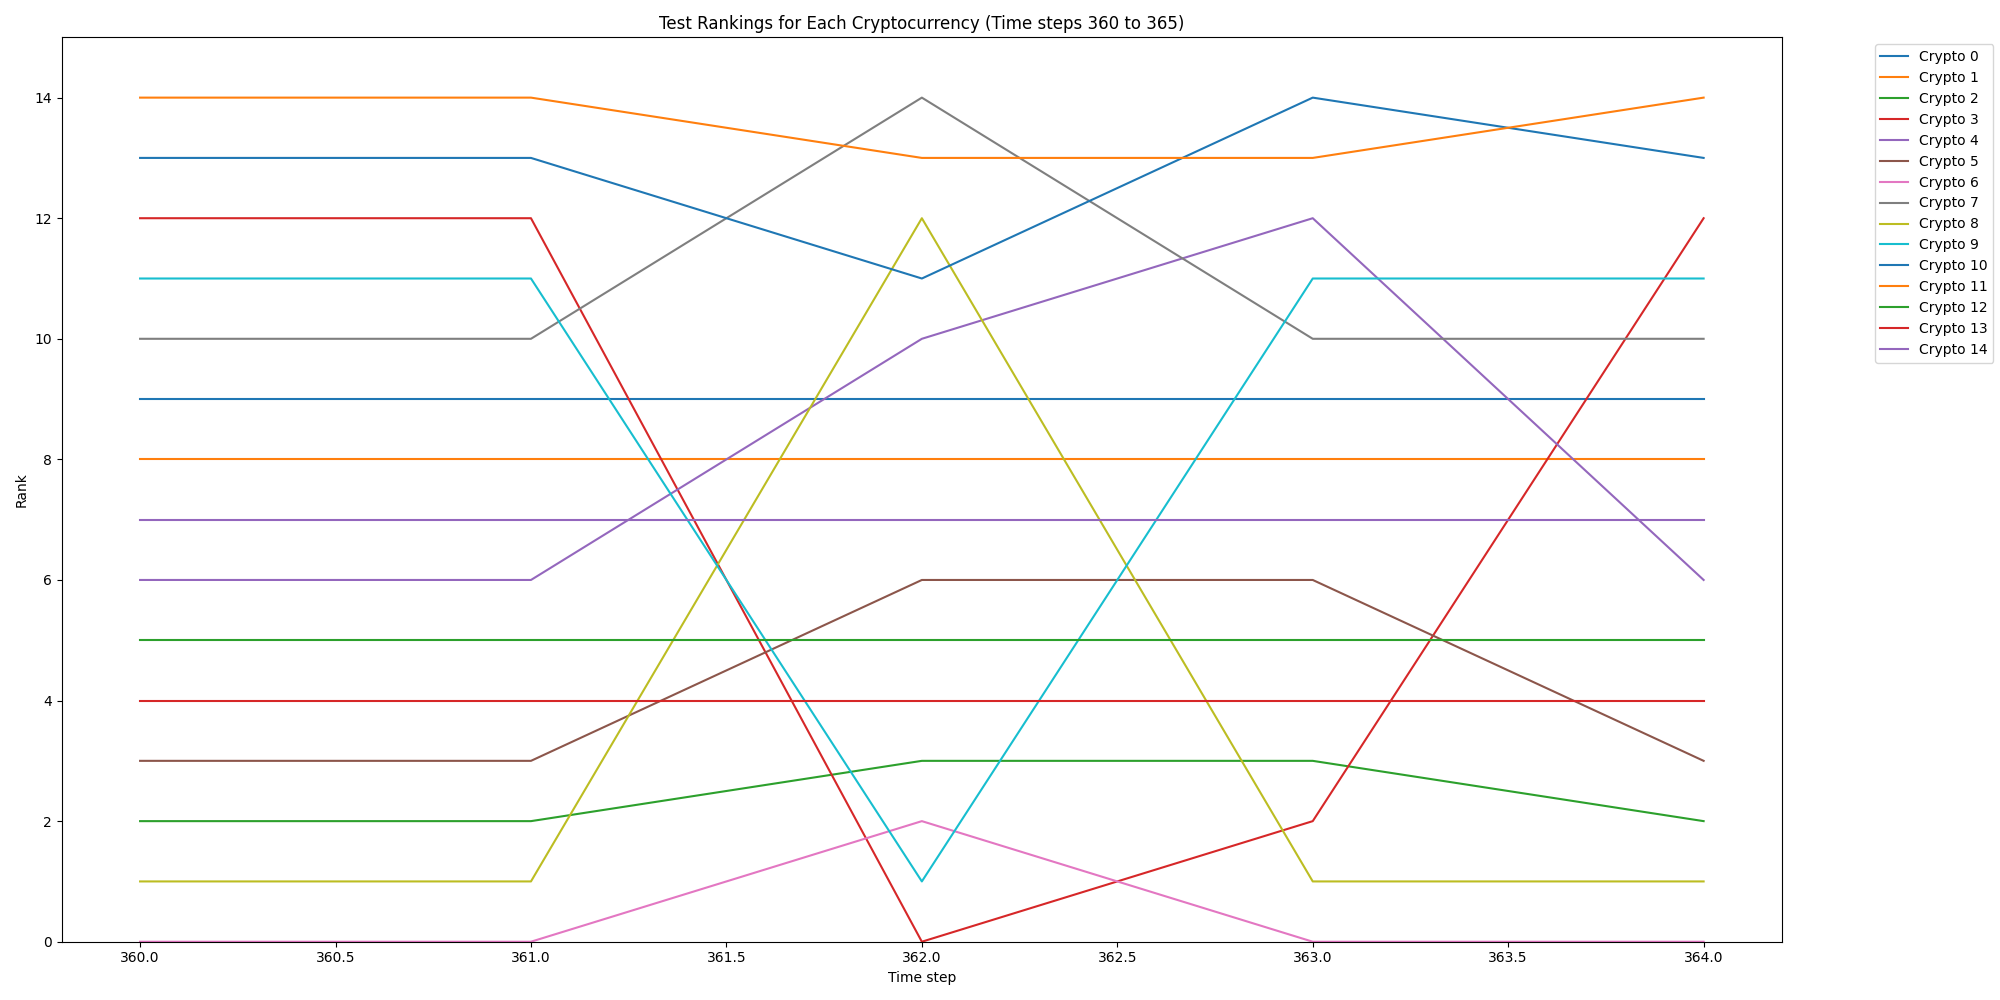 Test Rankings for Each Cryptocurrency (Time steps 360 to 365)
Crypto 0
Crypto 1
Crypto 2
Crypto 3
Crypto 4
Crypto 5
Crypto 6
Crypto 7
Crypto 8
Crypto 9
Crypto 10
Crypto 11
Crypto 12
Crypto 13
Crypto 14
Rank
14
12
10
8
6
4
2
0
360.0 360.5 361.0 361.5 362.0 362.5 363.0 363.5 364.0
Time step